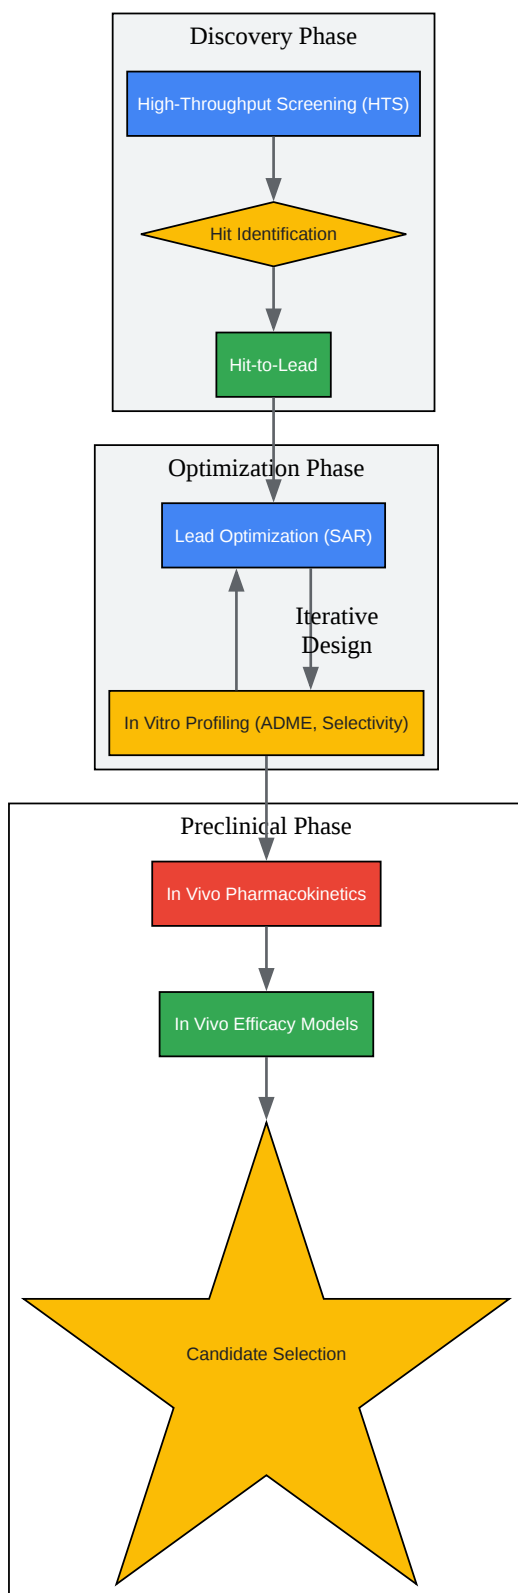 Discovery Phase
High-Throughput Screening (HTS)
Hit Identification
Hit-to-Lead
Optimization Phase
Lead Optimization (SAR)
Iterative
Design
In Vitro Profiling (ADME, Selectivity)
Preclinical Phase
In Vivo Pharmacokinetics
In Vivo Efficacy Models
Candidate Selection